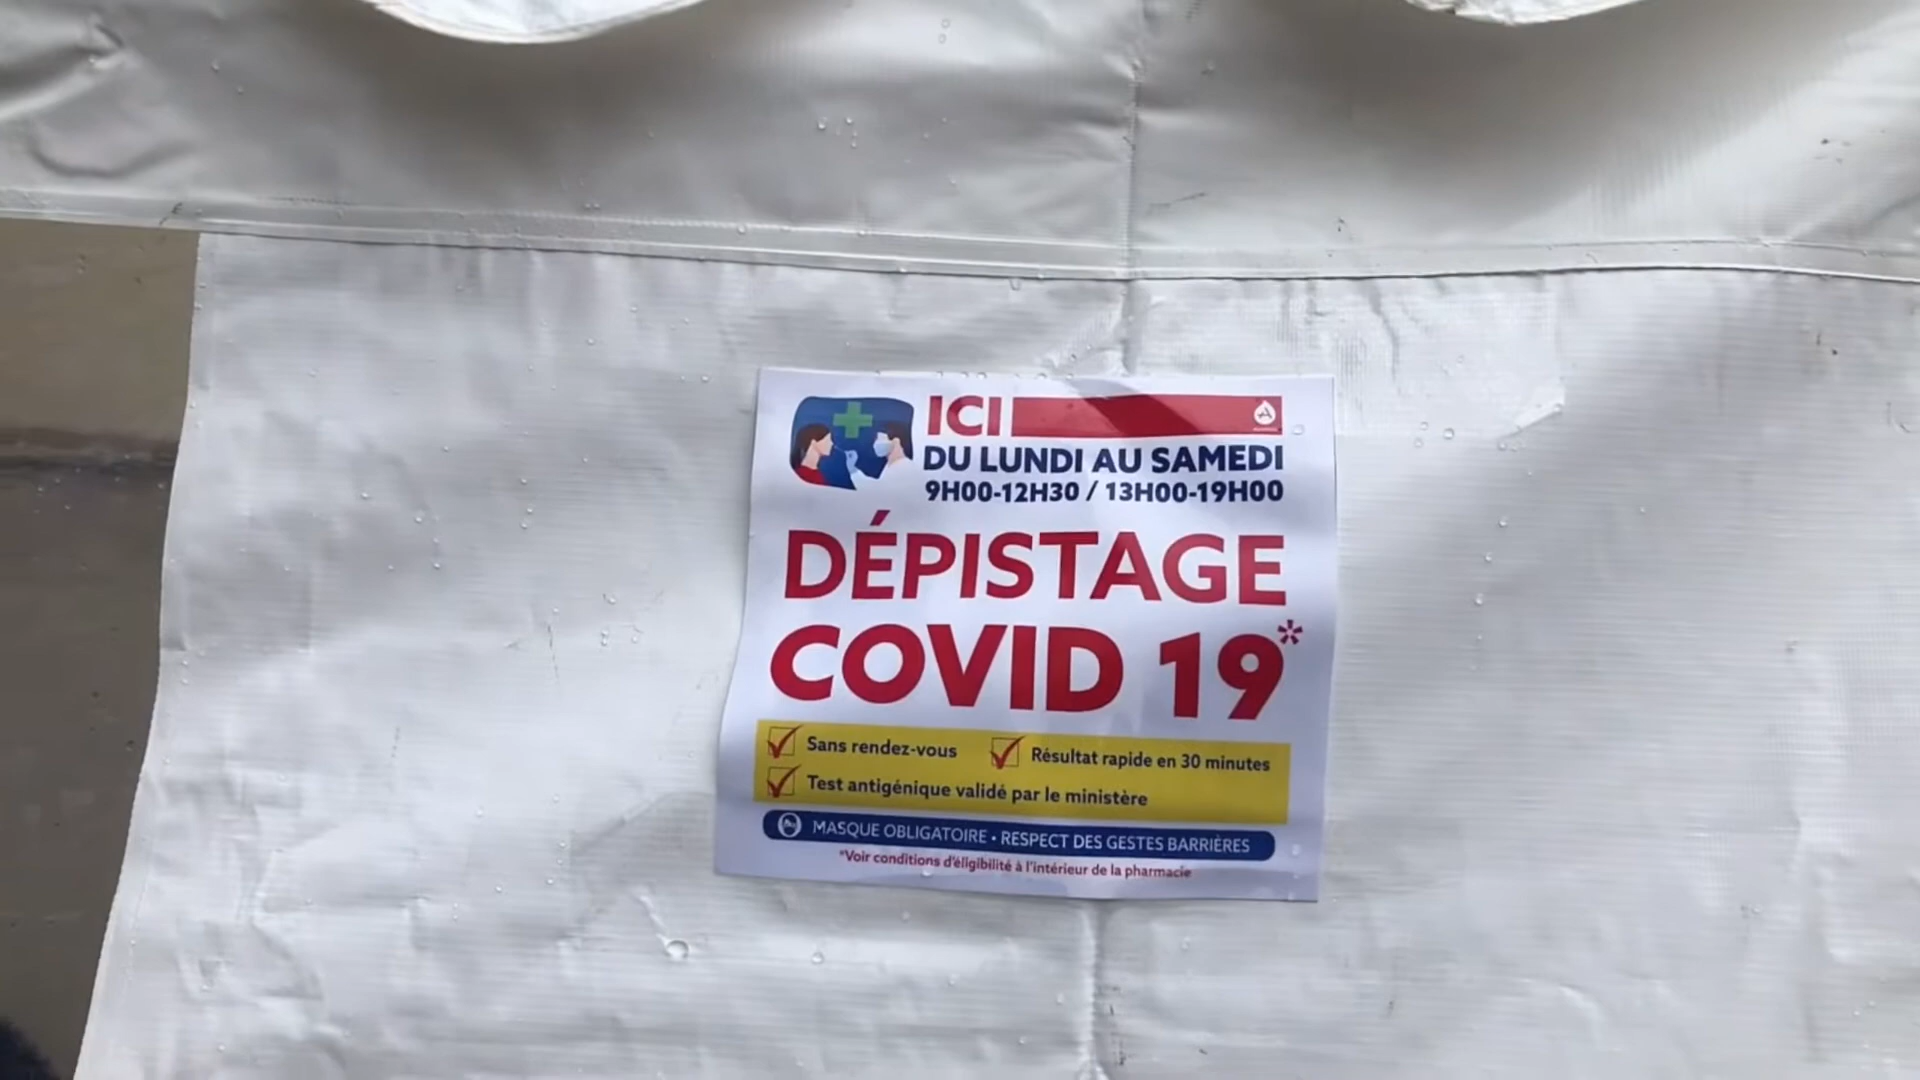 ICI
DU LUNDI AU SAMEDI
9H00-12H30 / 13H00-19H00
DÉPISTAGE
COVID 19*
Sans rendez-vous
Résultat rapide en 30 minutes
Test antigénique validé par le ministère
MASQUE OBLIGATOIRE • RESPECT DES GESTES BARRIÈRES
*Voir conditions d'éligibilité à l'intérieur de la pharmacie